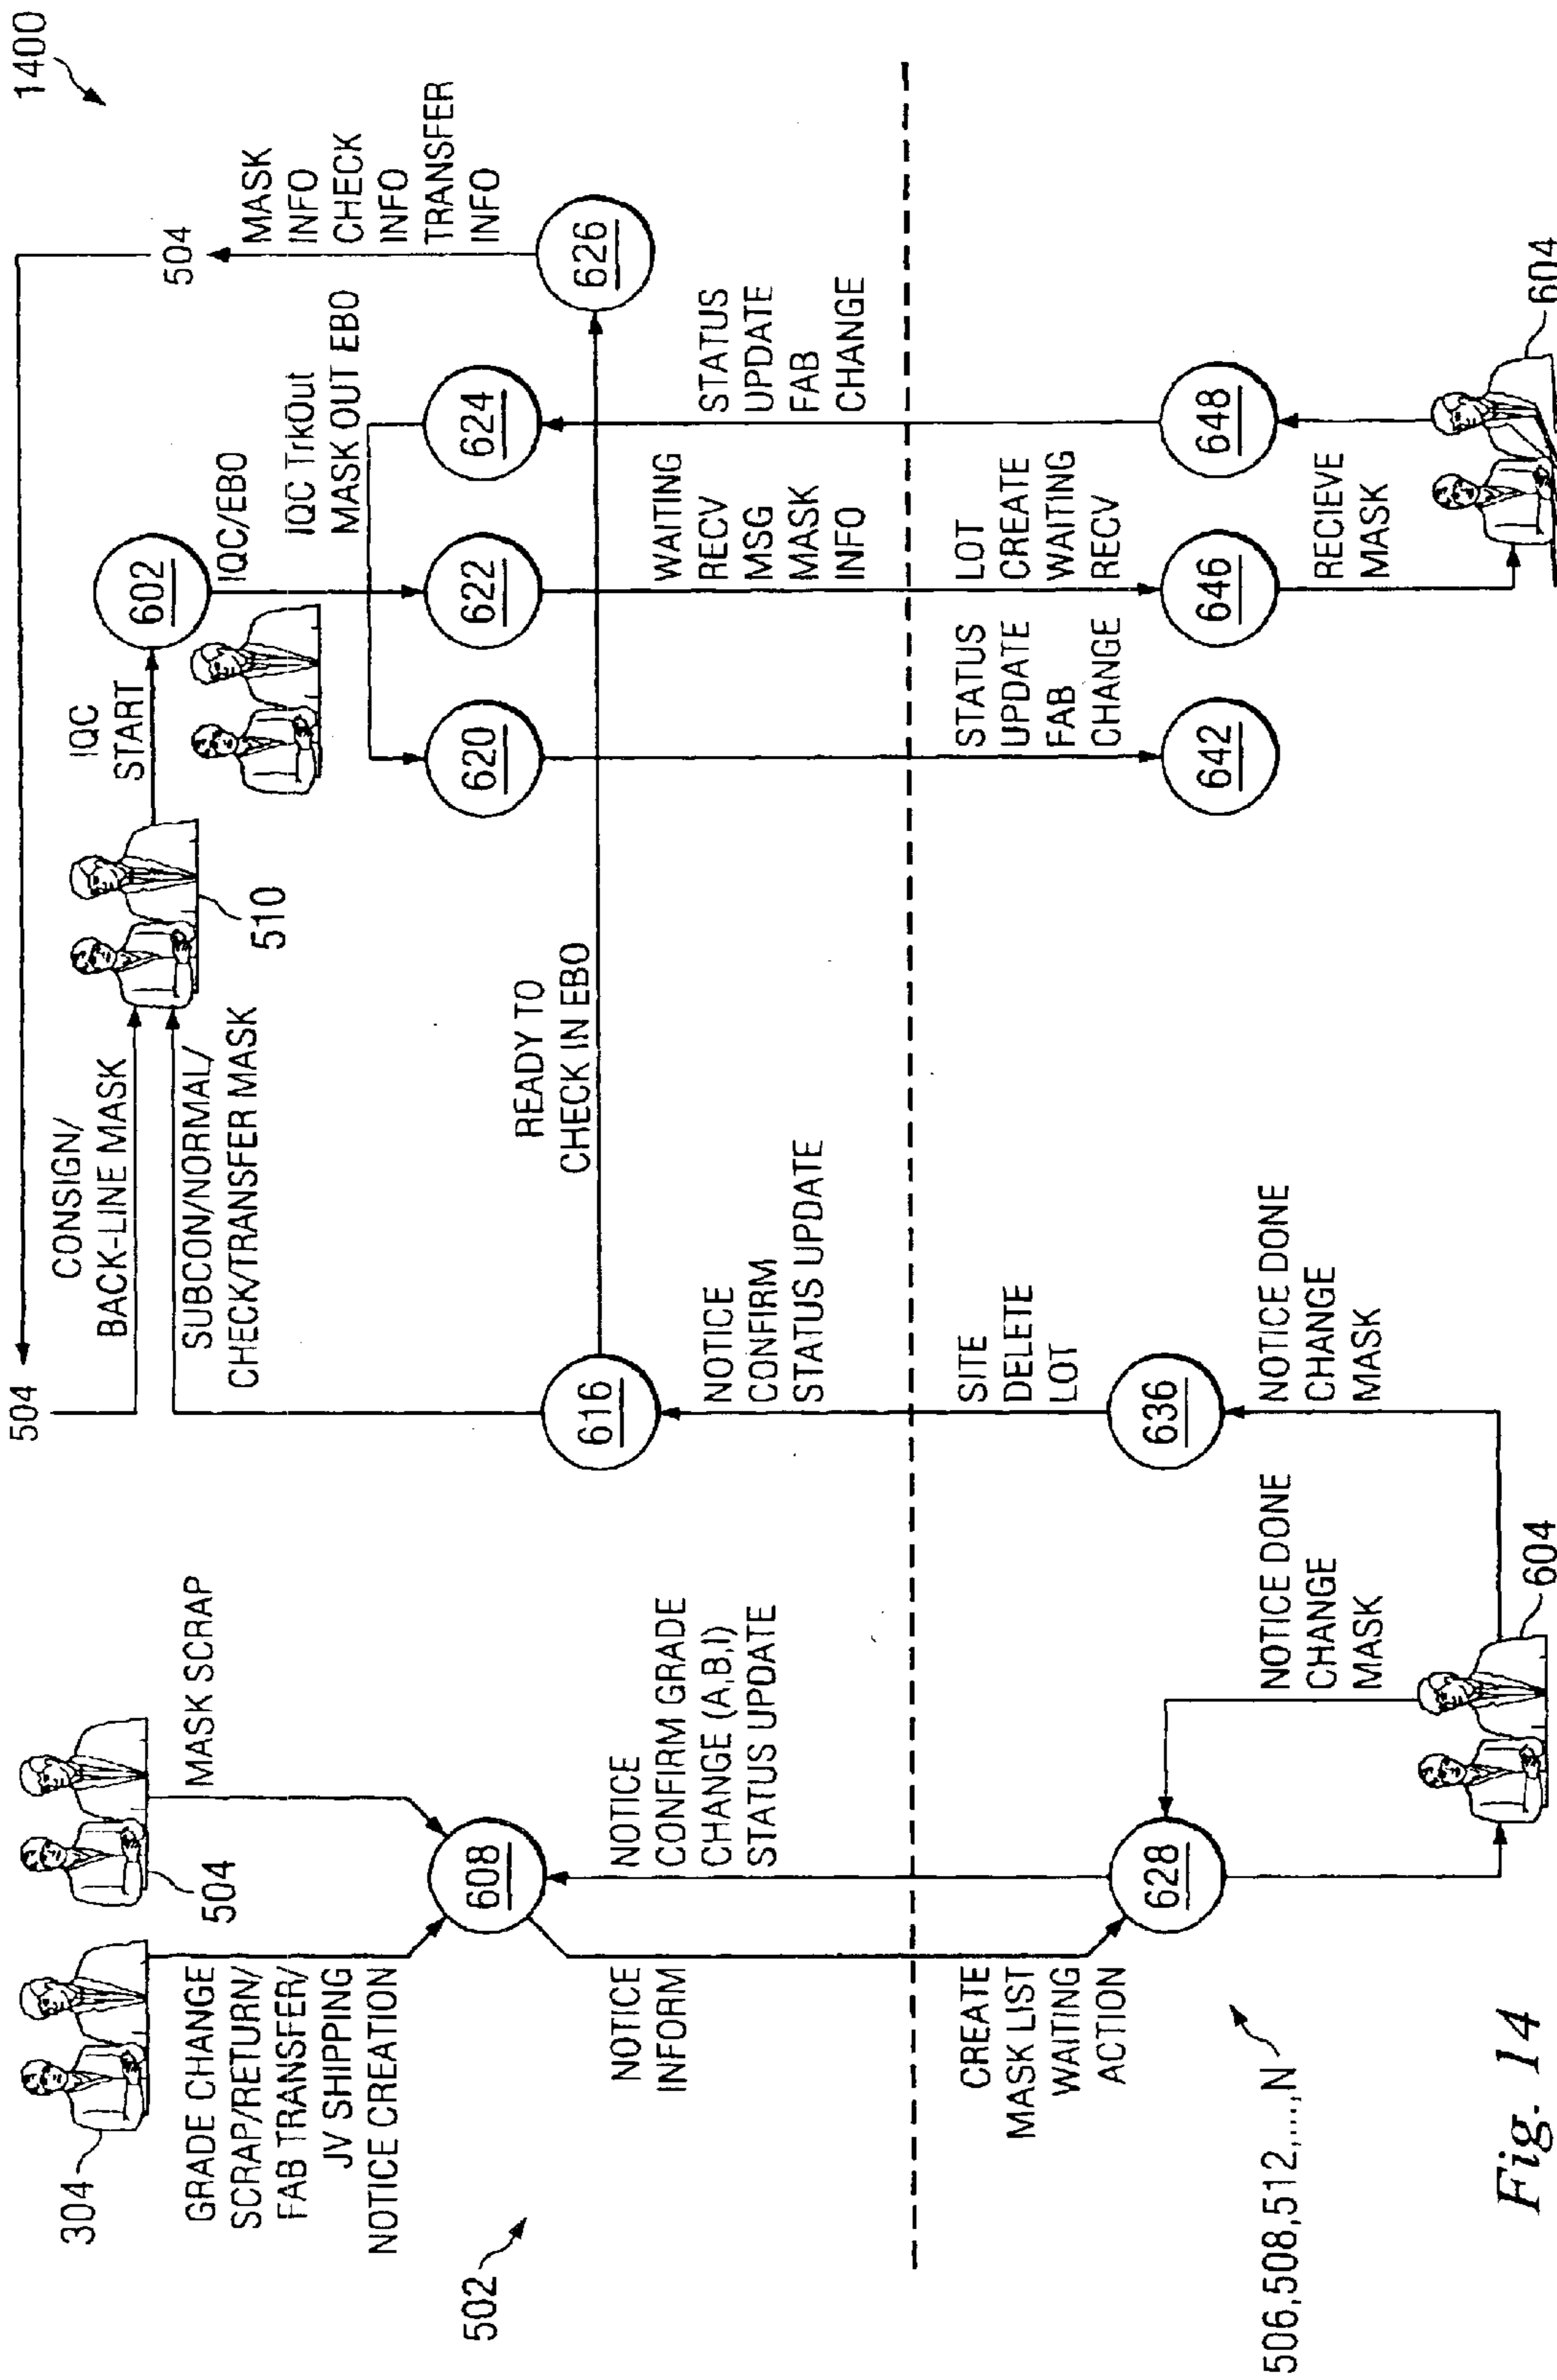 1400
304
504
GRADE CHANGE
SCRAP/RETURN/
FAB TRANSFER/
JV SHIPPING
NOTICE CREATION
MASK SCRAP
502
608
NOTICE
INFORM
NOTICE
CONFIRM GRADE
CHANGE (A,B,I)
STATUS UPDATE
504
CONSIGN/
BACK-LINE MASK
SUBCON/NORMAL/
CHECK/TRANSFER MASK
510
IQC
START
602
IQC/EBO
IQC TrkOut
MASK OUT EBO
504
MASK
INFO
CHECK
INFO
TRANSFER
INFO
616
READY TO
CHECK IN EBO
620
622
624
626
NOTICE
CONFIRM
STATUS UPDATE
WAITING
RECV
MSG
MASK
INFO
STATUS
UPDATE
FAB
CHANGE
CREATE
MASK LIST
WAITING
ACTION
628
SITE
DELETE
LOT
636
STATUS
UPDATE
FAB
CHANGE
642
LOT
CREATE
WAITING
RECV
646
648
506,508,512,...,N
NOTICE DONE
CHANGE
MASK
604
NOTICE DONE
CHANGE
MASK
RECIEVE
MASK
604
Fig. 14